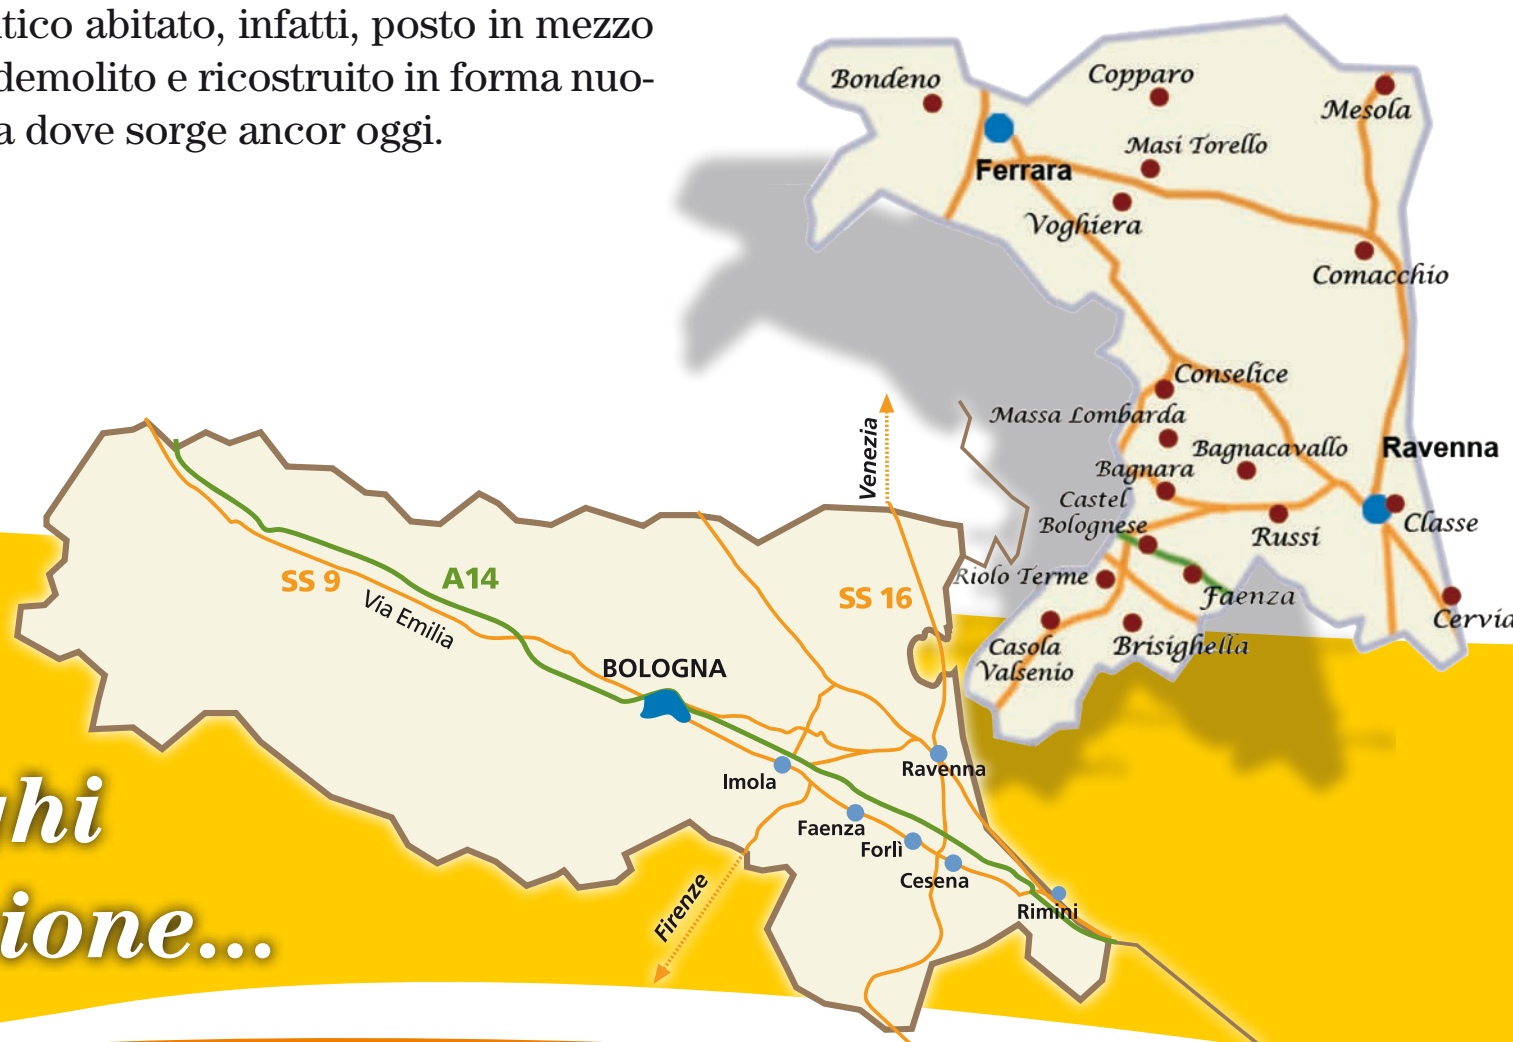 tico abitato, infatti, posto in mezzo
demolito e ricostruito in forma nuo-
a dove sorge ancor oggi.
Bondeno
Copparo
Mesola
Ferrara
Masi Torello
Voghiera
Comacchio
Conselice
Massa Lombarda
Bagnacavallo
Ravenna
Bagnara
Castel
Bolognese
Russi
Classe
Riolo Terme
Faenza
Cervia
Casola
Valsenio
Brisighella
Venezia
SS 9
A14
Via Emilia
SS 16
BOLOGNA
Imola
Ravenna
Faenza
Forlì
Cesena
Rimini
Firenze
ghi
ione...